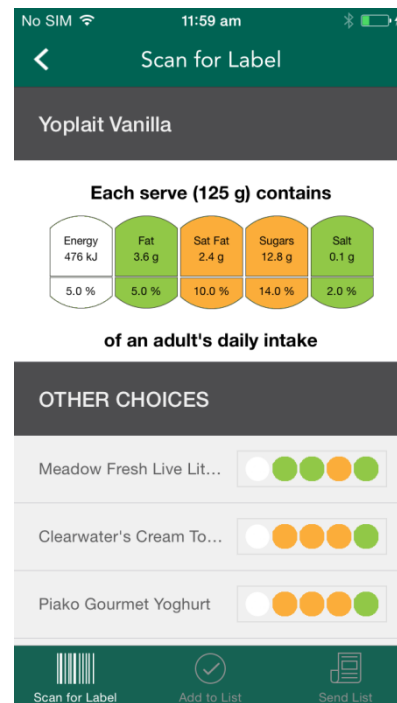 No SIM 11:59 am
Scan for Label
Yoplait Vanilla
Each serve (125 g) contains
Energy Fat Sat Fat Sugars Salt
476 kJ 3.6 g 2.4 g 12.8 g 0.1 g
5.0 % 5.0 % 10.0 % 14.0 % 2.0 %
of an adult's daily intake
OTHER CHOICES
Meadow Fresh Live Lit...
Clearwater's Cream To...
Piako Gourmet Yoghurt
Scan for Label Add to List Send List